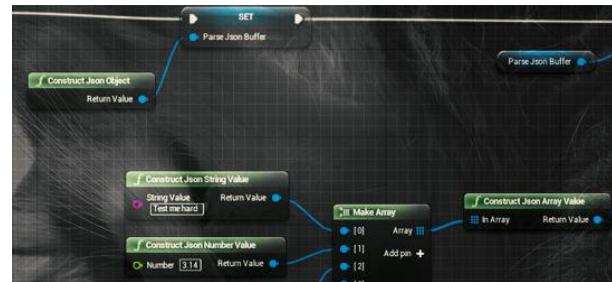 SET
Parse Json Buffer
Parse Json Buffer
f Construct Json Object
Return Value
f Construct Json String Value
String Value Return Value
Test me hard
f Construct Json Array Value
Make Array
In Array Return Value
[0] Array
f Construct Json Number Value
[1] Add pin +
Number 3.14 Return Value
[2]